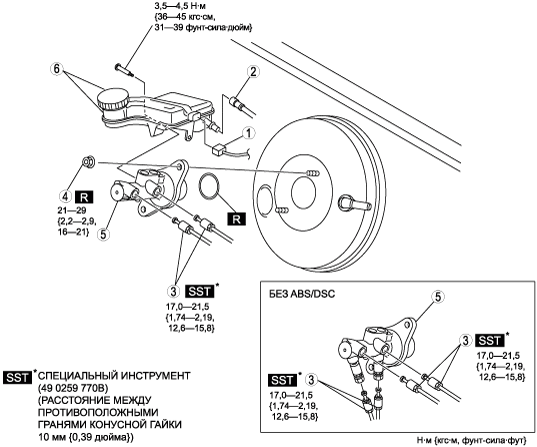 3,5—4,5 Н·м
{36—45 кгс·см,
31—39 фунт-сила·дюйм}
6
2
1
4
R
21—29
{2,2—2,9,
16—21}
5
R
3
SST*
17,0—21,5
{1,74—2,19,
12,6—15,8}
БЕЗ ABS/DSC
5
3
SST*
17,0—21,5
{1,74—2,19,
12,6—15,8}
SST*
3
17,0—21,5
{1,74—2,19,
12,6—15,8}
SST* СПЕЦИАЛЬНЫЙ ИНСТРУМЕНТ
(49 0259 770B)
(РАССТОЯНИЕ МЕЖДУ
ПРОТИВОПОЛОЖНЫМИ
ГРАНЯМИ КОНУСНОЙ ГАЙКИ
10 мм {0,39 дюйма})
Н·м {кгс·м, фунт-сила·фут}